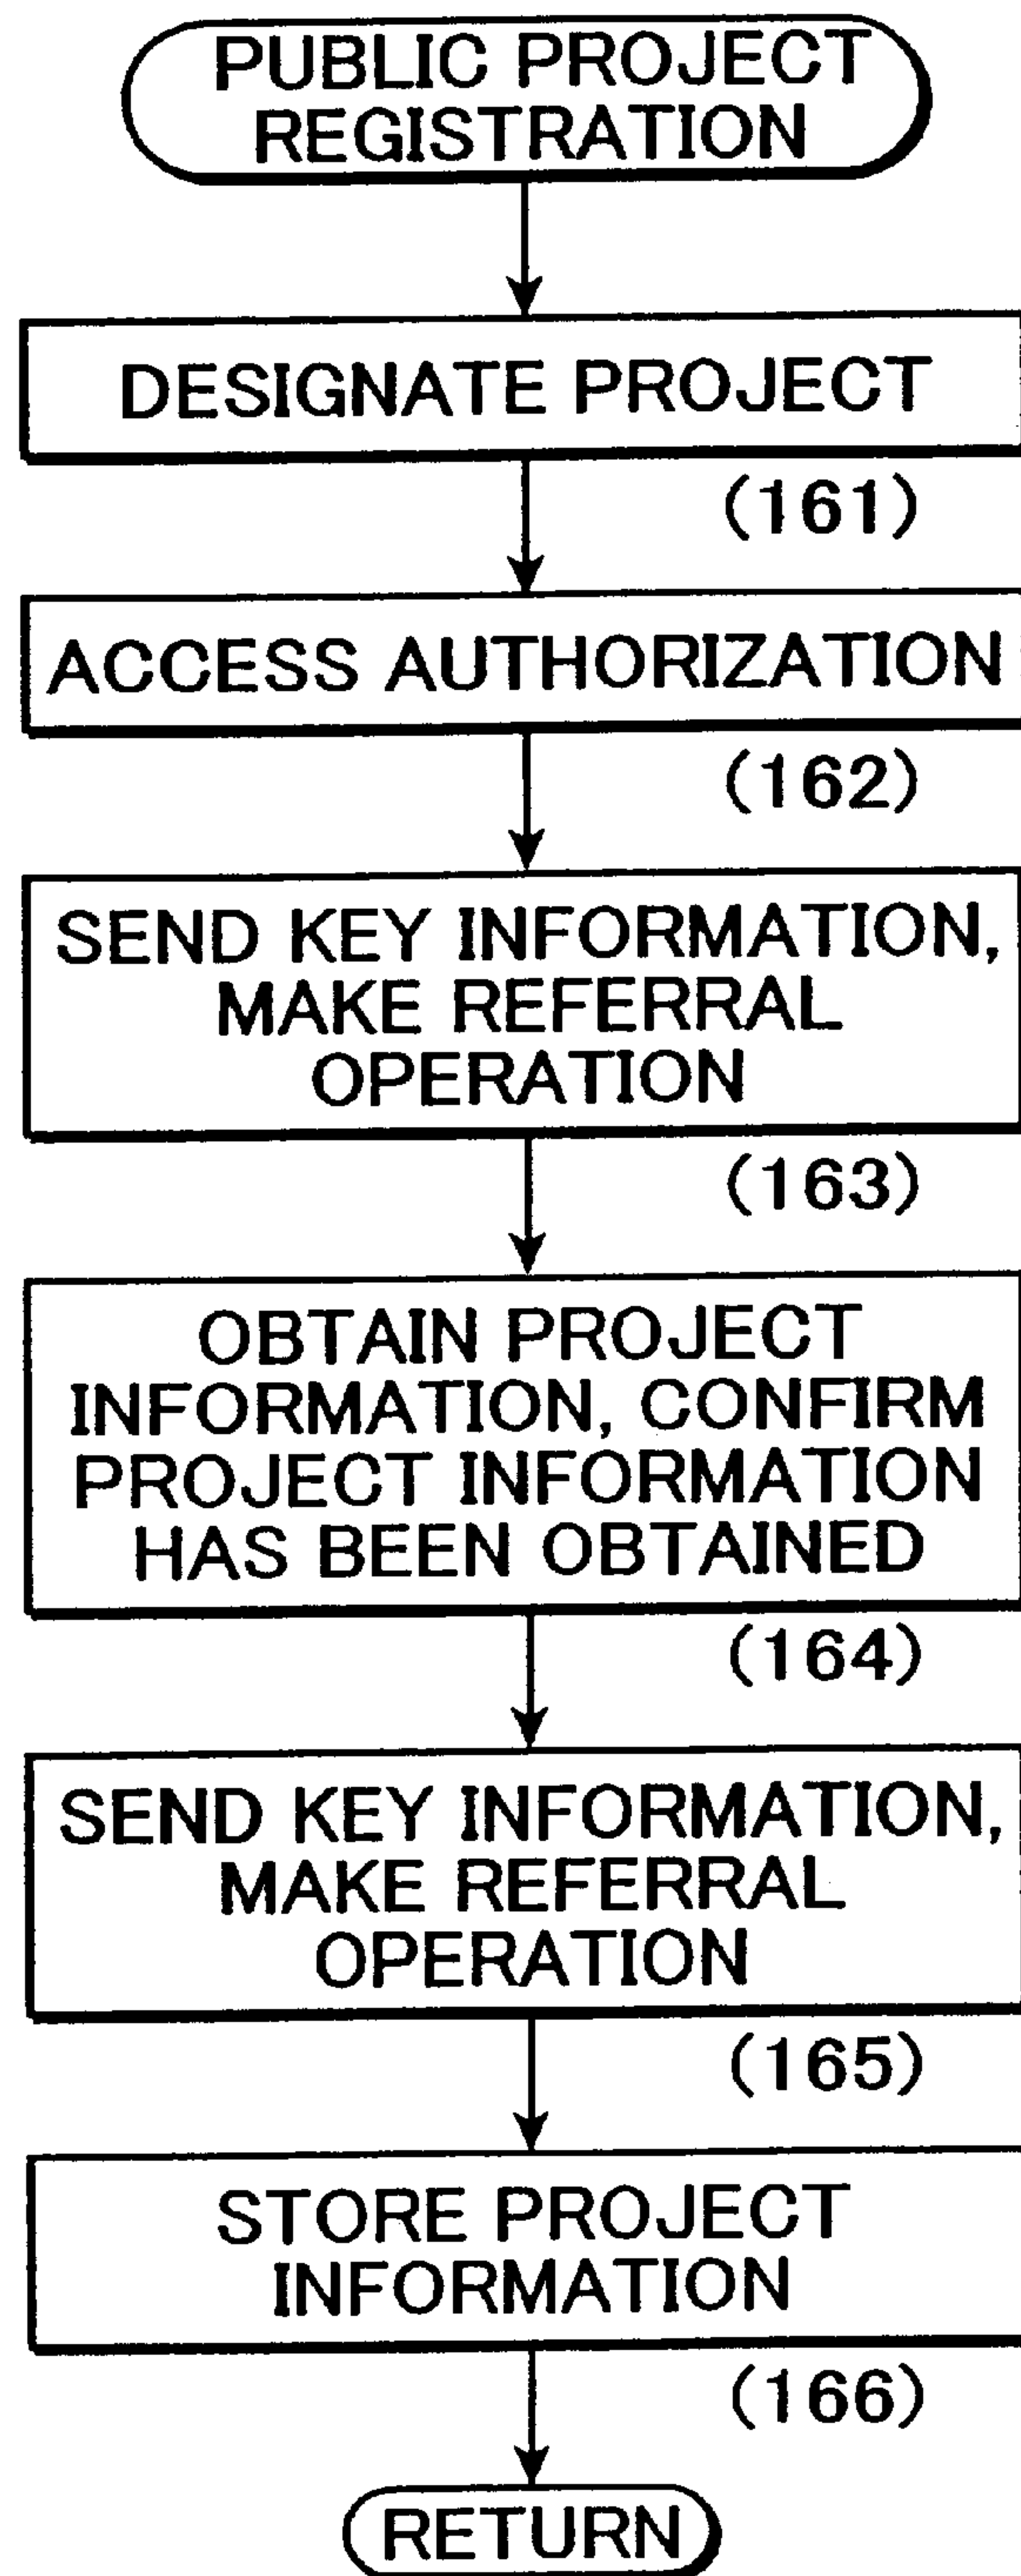 PUBLIC PROJECT
REGISTRATION
DESIGNATE PROJECT
(161)
ACCESS AUTHORIZATION
(162)
SEND KEY INFORMATION,
MAKE REFERRAL
OPERATION
(163)
OBTAIN PROJECT
INFORMATION, CONFIRM
PROJECT INFORMATION
HAS BEEN OBTAINED
(164)
SEND KEY INFORMATION,
MAKE REFERRAL
OPERATION
(165)
STORE PROJECT
INFORMATION
(166)
RETURN